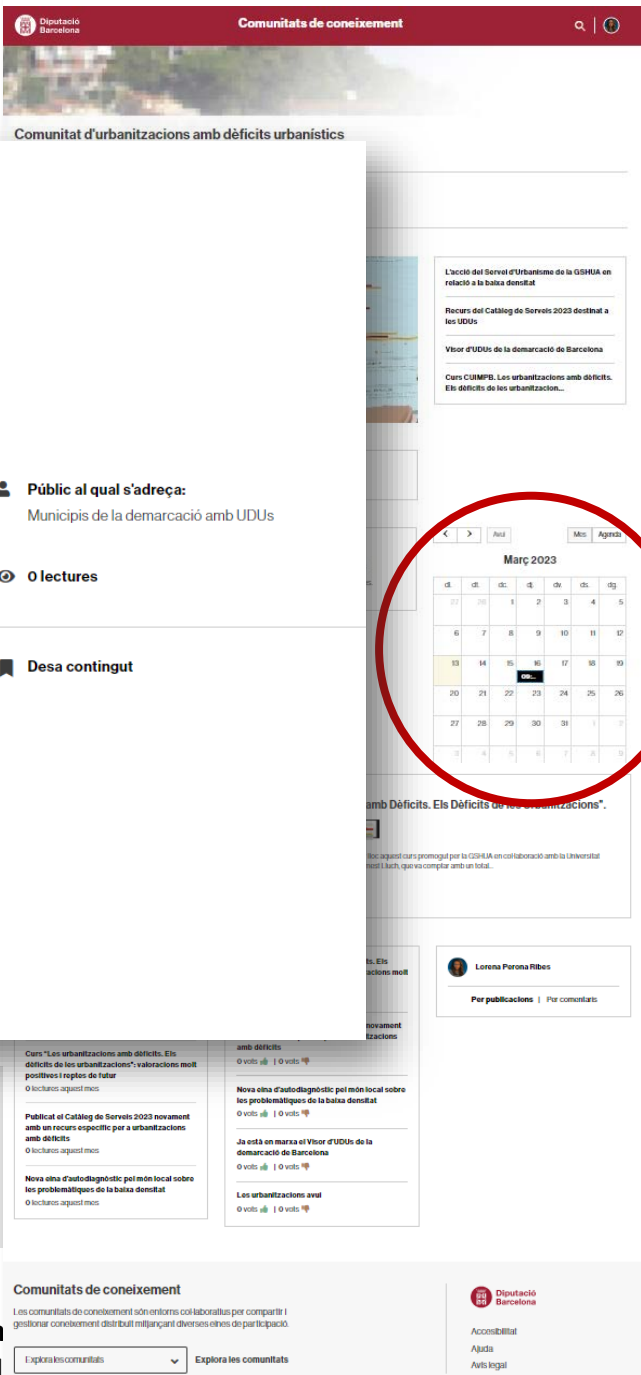 Diputació
Barcelona
Comunitats de coneixement
Comunitat d'urbanitzacions amb dèficits urbanístics
L'acció del Servei d'Urbanisme de la GSHUA en
relació a la baixa densitat
Recurs del Catàleg de Serveis 2023 destinat a
les UDUs
Visor d'UDUs de la demarcació de Barcelona
Curs CUIMPB. Les urbanitzacions amb dèficits.
Els dèficits de les urbanitzacion...
Públic al qual s'adreça:
Municipis de la demarcació amb UDUs
0 lectures
Desa contingut
Avui Mes Agenda
Març 2023
dl. dt. dc. dj. dv. ds. dg.
27 28 1 2 3 4 5
6 7 8 9 10 11 12
13 14 15 16 17 18 19
09:...
20 21 22 23 24 25 26
27 28 29 30 31 1 2
3 4 5 6 7 8 9
amb Dèficits. Els Dèficits de les Urbanitzacions".
lloc aquest curs promogut per la GSHUA en col·laboració amb la Universitat
Lluch, que va comptar amb un total...
Els
acions molt
novament
itzacions
amb dèficits
0 vots | 0 vots
Lorena Perona Ribes
Per publicacions | Per comentaris
Curs "Les urbanitzacions amb dèficits. Els
dèficits de les urbanitzacions": valoracions molt
positives i reptes de futur
0 lectures aquest mes
Publicat el Catàleg de Serveis 2023 novament
amb un recurs específic per a urbanitzacions
amb dèficits
0 lectures aquest mes
Nova eina d'autodiagnòstic pel món local sobre
les problemàtiques de la baixa densitat
0 lectures aquest mes
Nova eina d'autodiagnòstic pel món local sobre
les problemàtiques de la baixa densitat
0 vots | 0 vots
Ja està en marxa el Visor d'UDUs de la
demarcació de Barcelona
0 vots | 0 vots
Les urbanitzacions avui
0 vots | 0 vots
Comunitats de coneixement
Les comunitats de coneixement són entorns col·laboratius per compartir i
gestionar coneixement distribuït mitjançant diverses eines de participació.
Explora les comunitats Explora les comunitats
Diputació
Barcelona
Accesibilitat
Ajuda
Avís legal